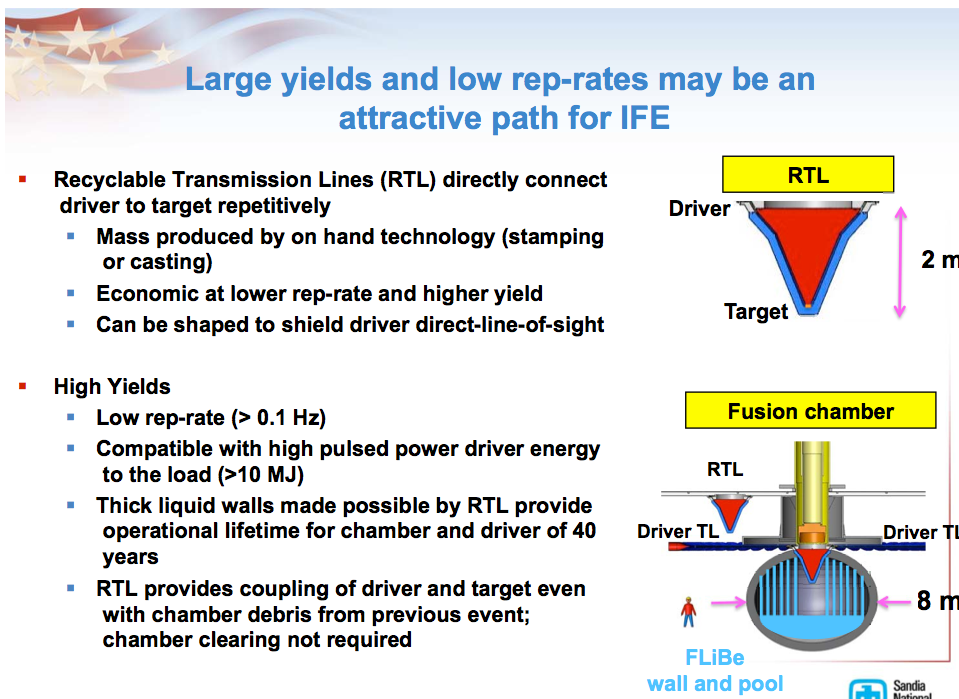 Large yields and low rep-rates may be an
attractive path for IFE
Recyclable Transmission Lines (RTL) directly connect
driver to target repetitively
Mass produced by on hand technology (stamping
or casting)
Economic at lower rep-rate and higher yield
Can be shaped to shield driver direct-line-of-sight
High Yields
Low rep-rate (> 0.1 Hz)
Compatible with high pulsed power driver energy
to the load (>10 MJ)
Thick liquid walls made possible by RTL provide
operational lifetime for chamber and driver of 40
years
RTL provides coupling of driver and target even
with chamber debris from previous event;
chamber clearing not required
RTL
Driver
2 m
Target
Fusion chamber
RTL
Driver TL
Driver TL
8 m
FLiBe
wall and pool
Sandia
National